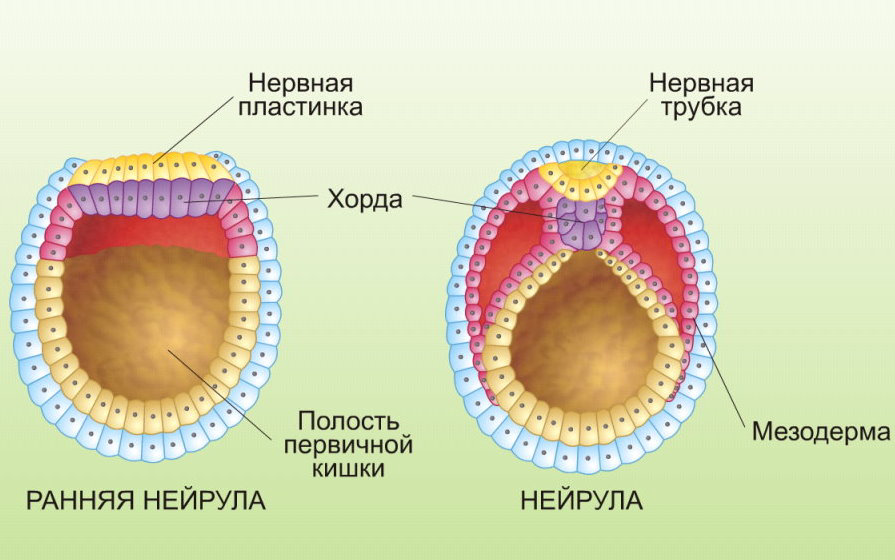 Нервная
пластинка
Нервная
трубка
Хорда
Полость
первичной
кишки
Мезодерма
РАННЯЯ НЕЙРУЛА
НЕЙРУЛА